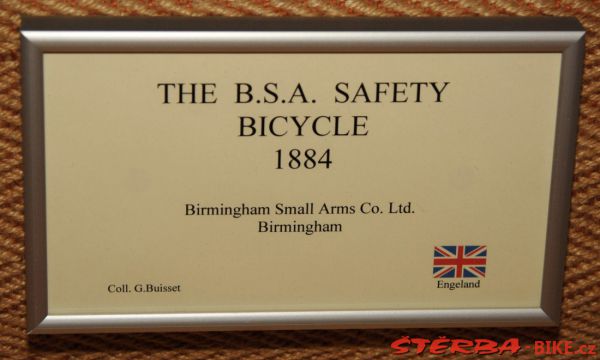 THE B.S.A. SAFETY
BICYCLE
1884
Birmingham Small Arms Co. Ltd.
Birmingham
Coll. G.Buisset
Engeland
ŠTĚRBA-BIKE.cz